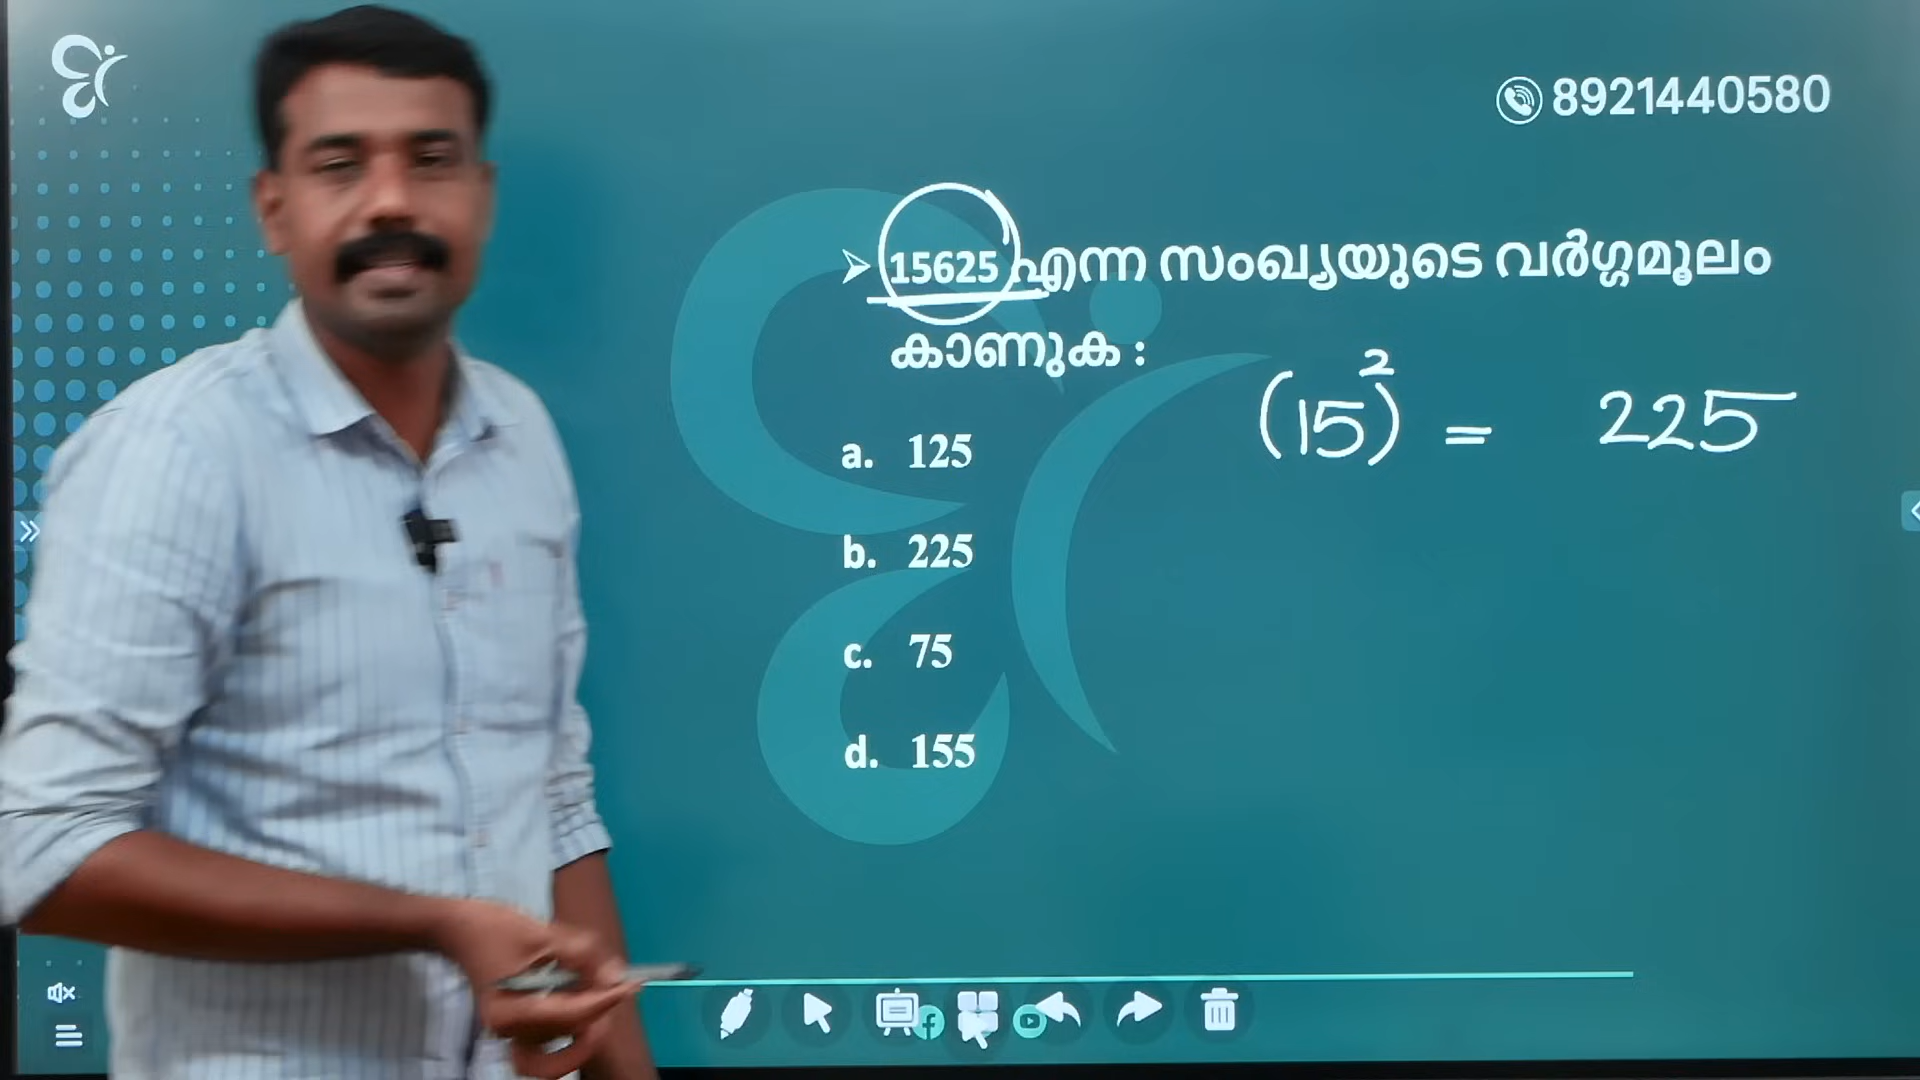 8921440580
➢ 15625 എന്ന സംഖ്യയുടെ വർഗ്ഗമൂലം
കാണുക :
(15)² = 225
a. 125
b. 225
c. 75
d. 155